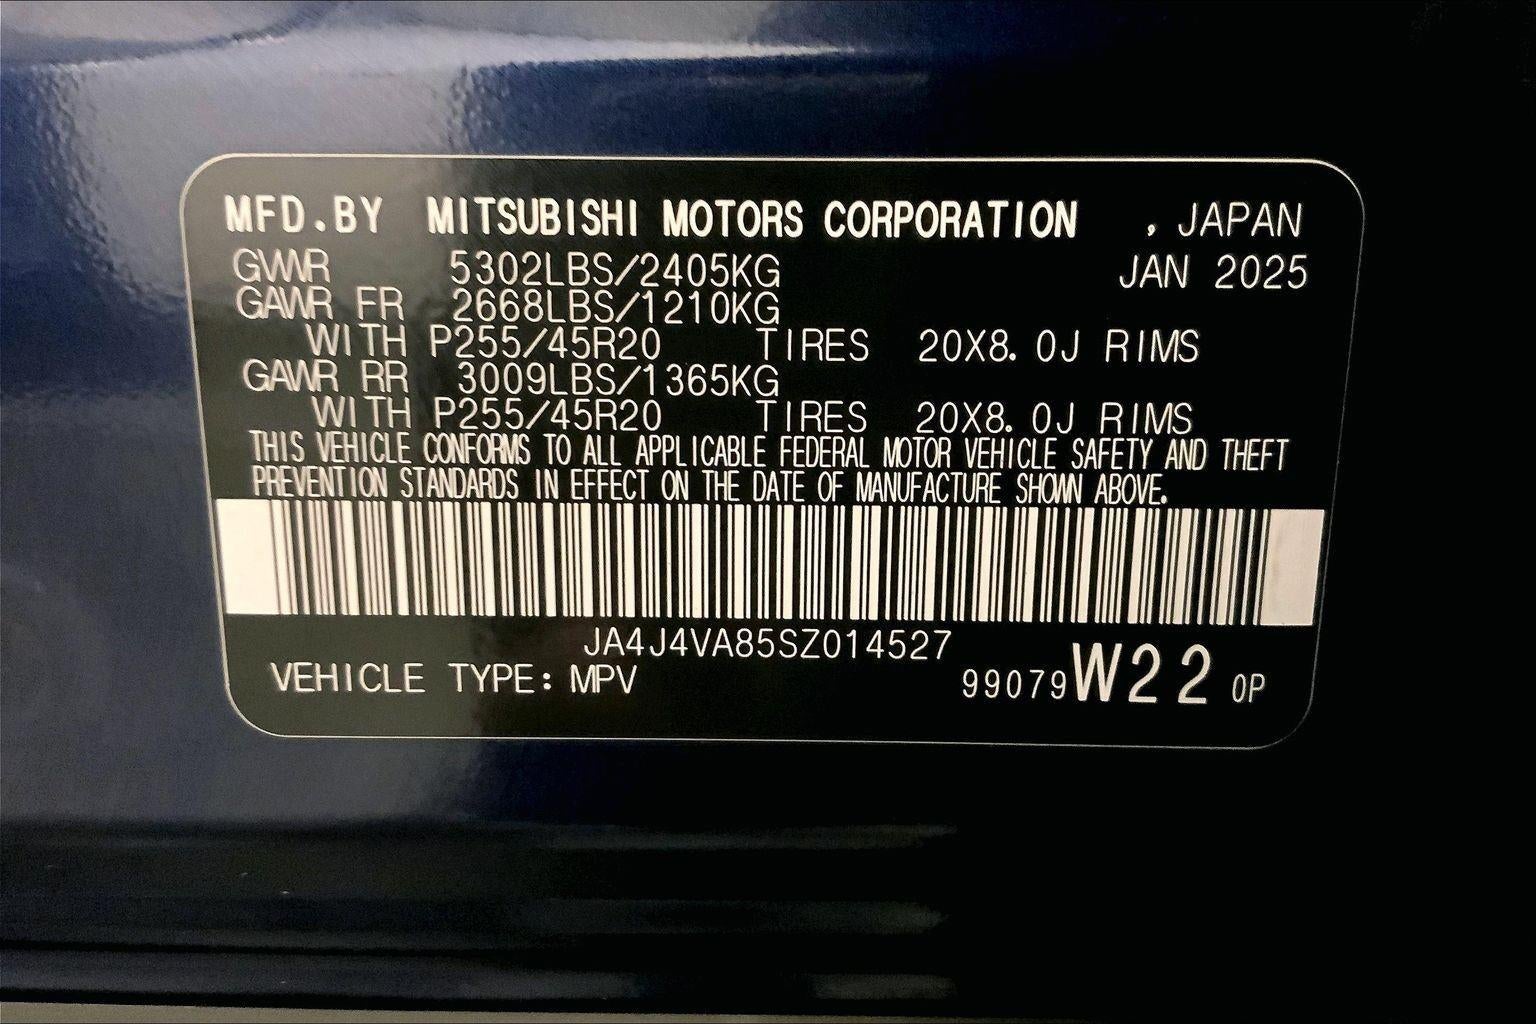 MFD.BY MITSUBISHI MOTORS CORPORATION , JAPAN
GVWR 5302LBS/2405KG JAN 2025
GAWR FR 2668LBS/1210KG
WITH P255/45R20 TIRES 20X8.0J RIMS
GAWR RR 3009LBS/1365KG
WITH P255/45R20 TIRES 20X8.0J RIMS
THIS VEHICLE CONFORMS TO ALL APPLICABLE FEDERAL MOTOR VEHICLE SAFETY AND THEFT
PREVENTION STANDARDS IN EFFECT ON THE DATE OF MANUFACTURE SHOWN ABOVE.
JA4J4VA85SZ014527
VEHICLE TYPE: MPV 99079W22 0P